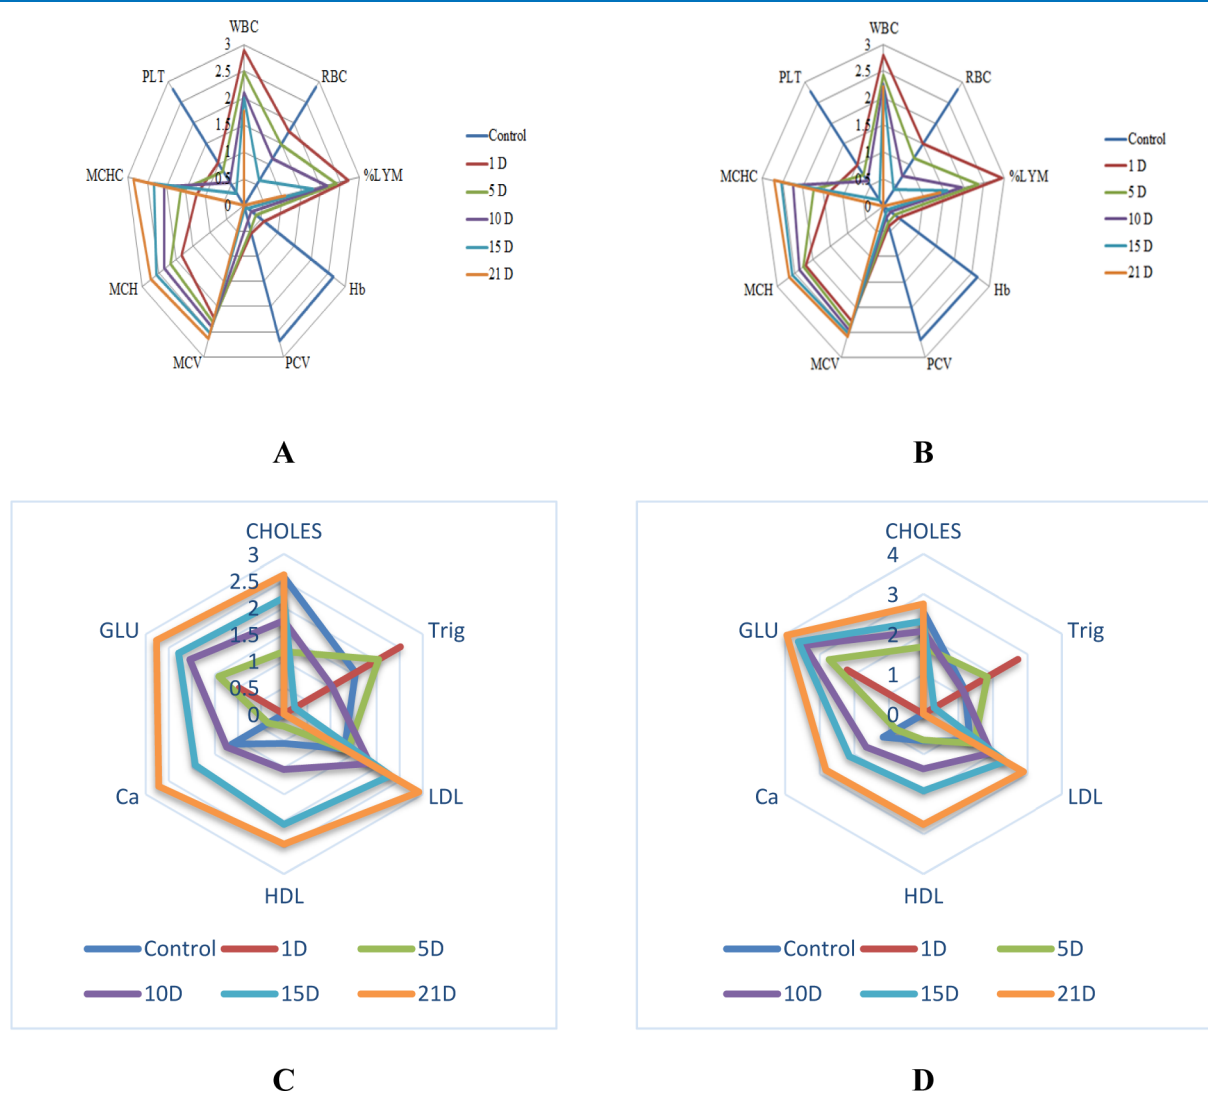 WBC
3
PLT
RBC
2.5
2
1.5
1
MCHC
0.5
%LYM
0
MCH
Hb
MCV
PCV
Control
1 D
5 D
10 D
15 D
21 D
A
WBC
3
PLT
RBC
2.5
2
1.5
1
MCHC
0.5
%LYM
0
MCH
Hb
MCV
PCV
Control
1 D
5 D
10 D
15 D
21 D
B
CHOLES
3
2.5
2
GLU
1.5
Trig
1
0.5
0
Ca
LDL
HDL
Control 1D 5D
10D 15D 21D
C
CHOLES
4
3
GLU
2
Trig
1
0
Ca
LDL
HDL
Control 1D 5D
10D 15D 21D
D